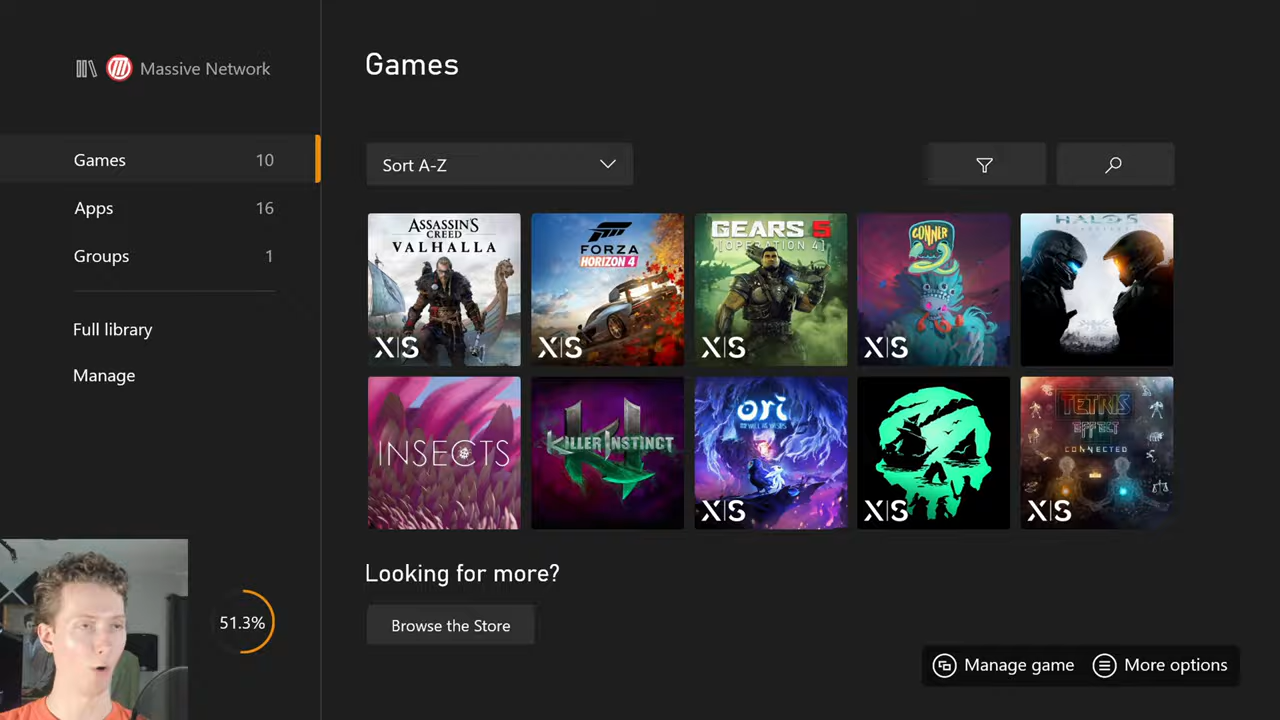 Massive Network
Games
Games 10
Apps 16
Groups 1
Full library
Manage
51.3%
Sort A-Z
ASSASSIN'S CREED VALHALLA
X|S
FORZA HORIZON 4
X|S
GEARS 5
[OPERATION 4]
X|S
GONNER 2
X|S
HALO 5
INSECTS
KILLER INSTINCT
ori
X|S
X|S
TETRIS EFFECT
CONNECTED
X|S
Looking for more?
Browse the Store
Manage game
More options